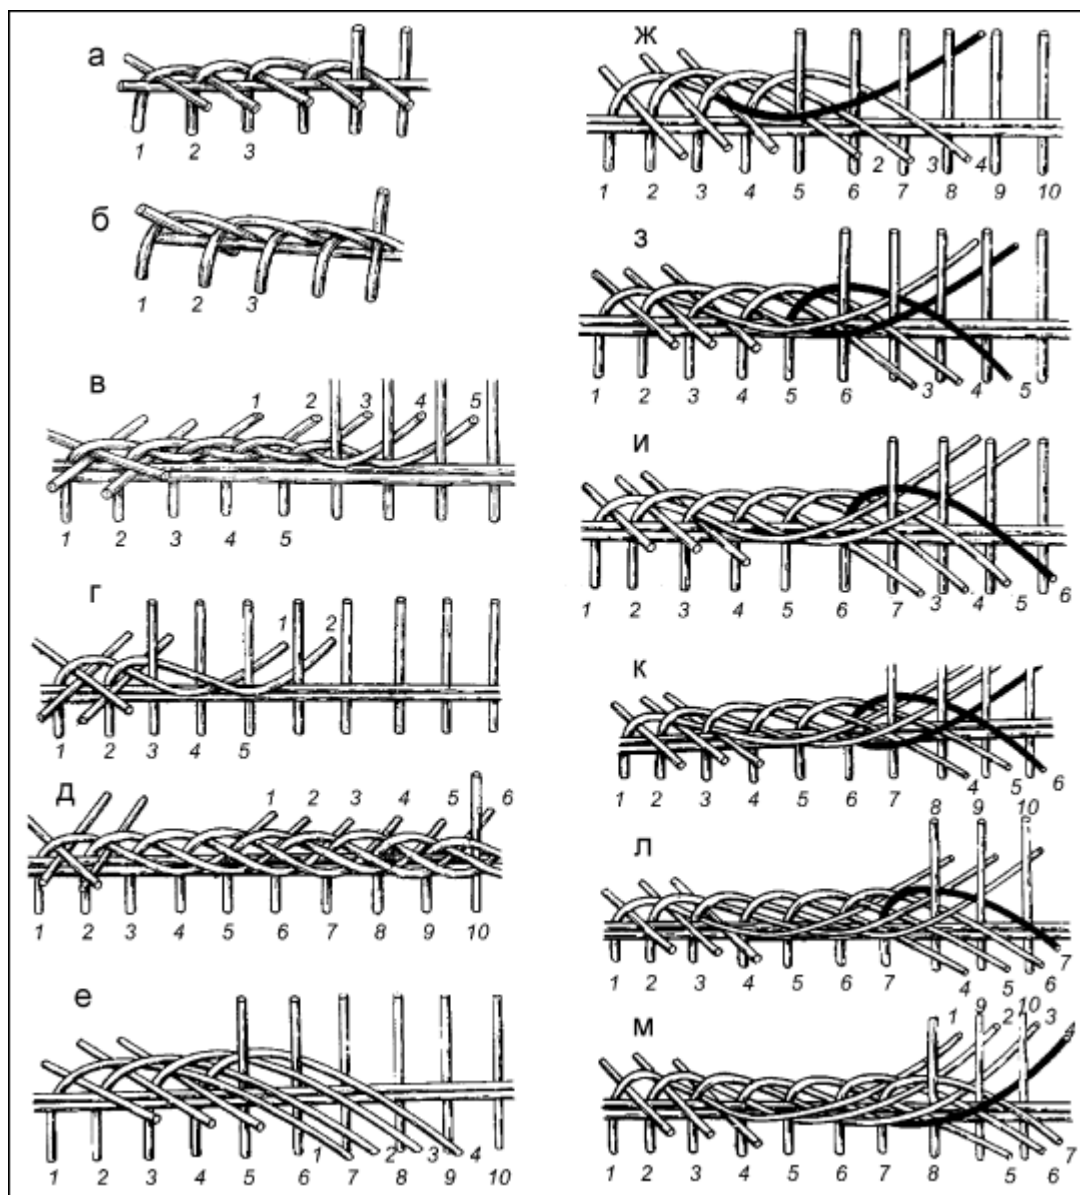 а
1 2 3
б
1 2 3
в
1 2 3 4 5
1 2 3 4 5
г
1 2
1 2 3 4 5
д
1 2 3 4 5 6
1 2 3 4 5 6 7 8 9 10
е
1 2 3 4
1 2 3 4 5 6 7 8 9 10
ж
2 3 4
1 2 3 4 5 6 7 8 9 10
з
3 4 5
1 2 3 4 5 6
и
1 2 3 4 5 6 7 3 4 5 6
к
4 5 6
1 2 3 4 5 6 7
8 9 10
л
7
1 2 3 4 5 6 7 4 5 6
9 10
м
1 2 3
7
1 2 3 4 5 6 7 8 5 6